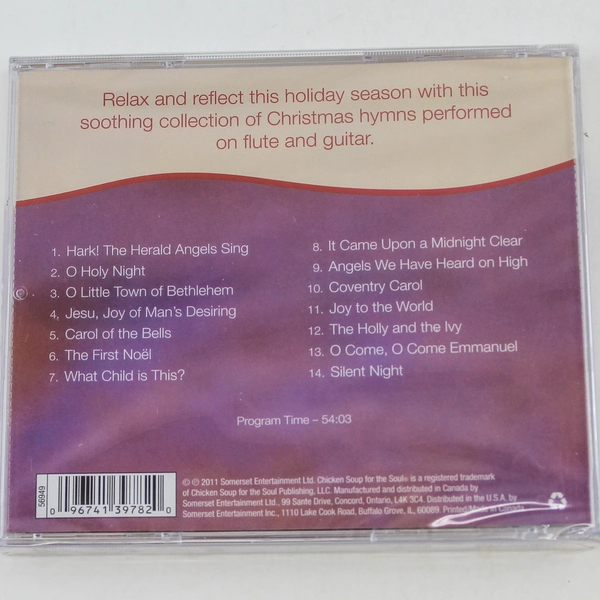 Relax and reflect this holiday season with this
soothing collection of Christmas hymns performed
on flute and guitar.
1. Hark! The Herald Angels Sing
2. O Holy Night
3. O Little Town of Bethlehem
4. Jesu, Joy of Man's Desiring
5. Carol of the Bells
6. The First Noël
7. What Child is This?
8. It Came Upon a Midnight Clear
9. Angels We Have Heard on High
10. Coventry Carol
11. Joy to the World
12. The Holly and the Ivy
13. O Come, O Come Emmanuel
14. Silent Night
Program Time – 54:03
56949
0 96741 39782 0
© ℗ 2011 Somerset Entertainment Ltd. Chicken Soup for the Soul® is a registered trademark
of Chicken Soup for the Soul Publishing, LLC. Manufactured and distributed in Canada by
Somerset Entertainment Ltd., 99 Sante Drive, Concord, Ontario, L4K 3C4. Distributed in the U.S.A. by
Somerset Entertainment Inc., 1110 Lake Cook Road, Buffalo Grove, IL, 60089. Printed/Made in Canada